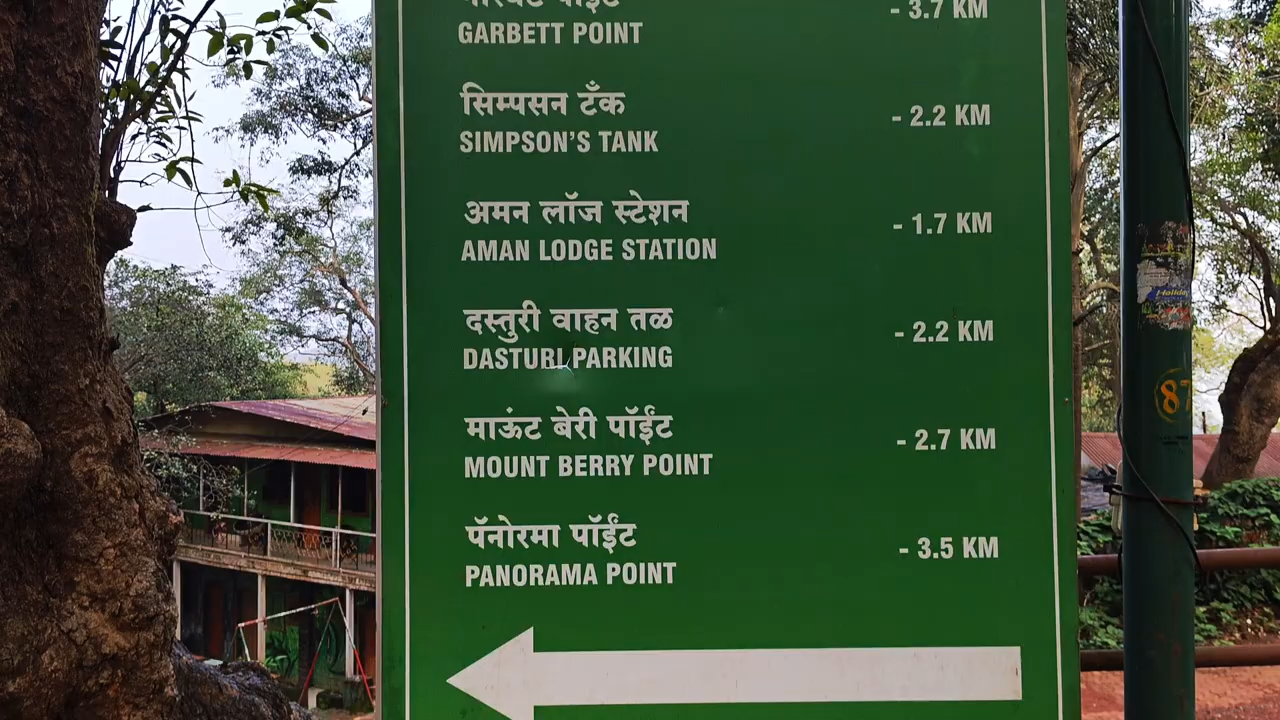 गारबट पॉईंट
- 3.7 KM
GARBETT POINT
सिम्पसन टँक
- 2.2 KM
SIMPSON'S TANK
अमन लॉज स्टेशन
- 1.7 KM
AMAN LODGE STATION
दस्तुरी वाहन तळ
- 2.2 KM
DASTURI PARKING
माऊंट बेरी पॉईंट
- 2.7 KM
MOUNT BERRY POINT
पॅनोरमा पॉईंट
- 3.5 KM
PANORAMA POINT
87